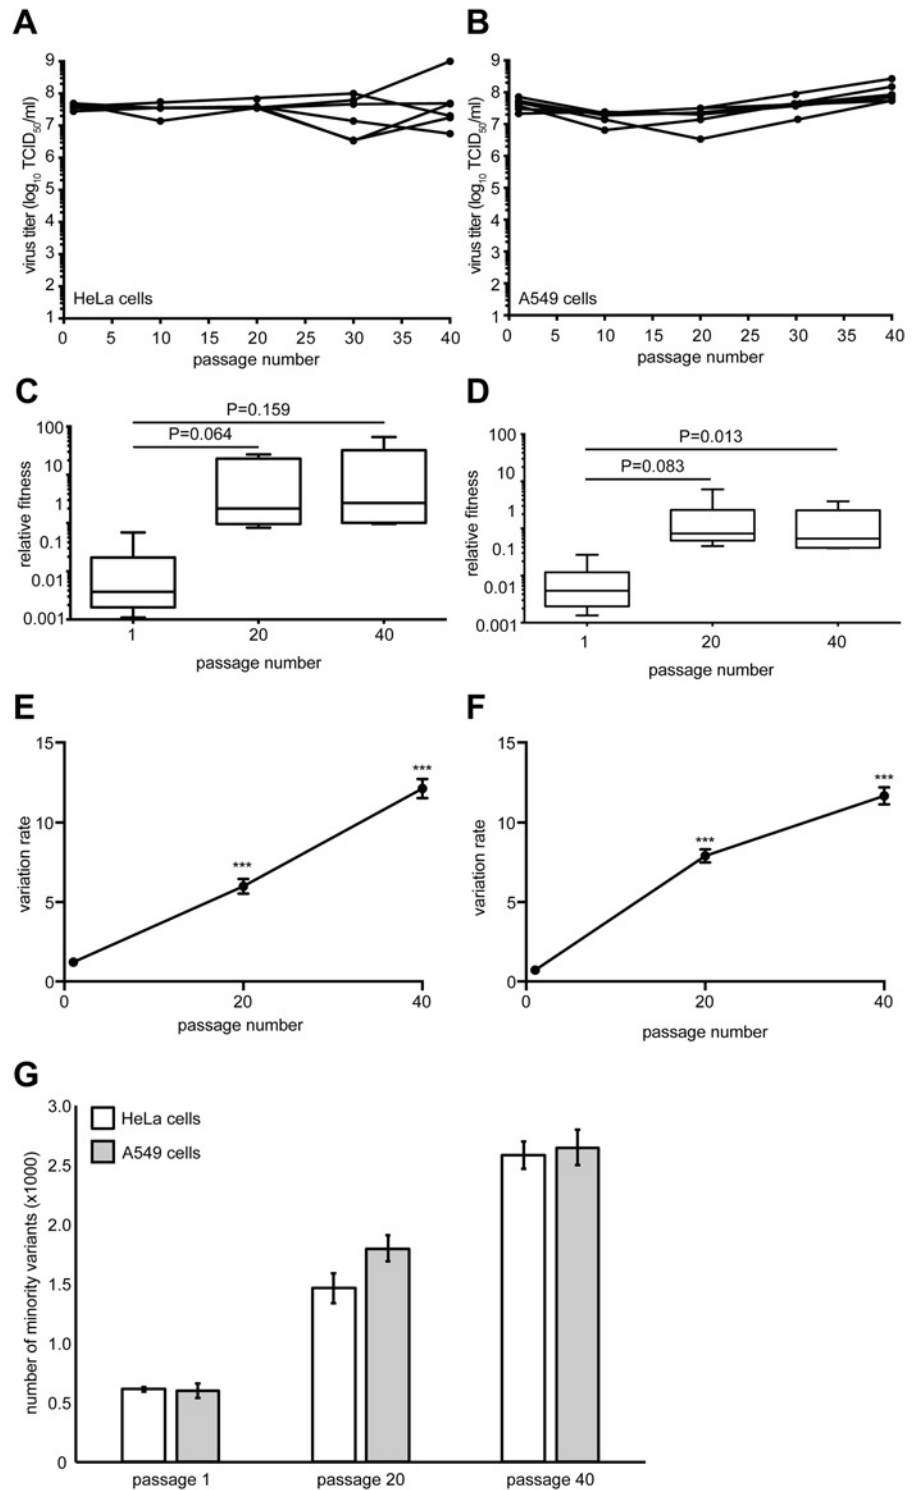 A
9
8
7
6
5
4
3
2
1
virus titer (log10 TCID50/ml)
HeLa cells
0 5 10 15 20 25 30 35 40
passage number
B
9
8
7
6
5
4
3
2
1
virus titer (log10 TCID50/ml)
A549 cells
0 5 10 15 20 25 30 35 40
passage number
C
P=0.159
P=0.064
100
10
1
0.1
0.01
0.001
relative fitness
1 20 40
passage number
D
P=0.013
P=0.083
100
10
1
0.1
0.01
0.001
relative fitness
1 20 40
passage number
E
15
10
5
0
variation rate
***
***
0 20 40
passage number
F
15
10
5
0
variation rate
***
***
0 20 40
passage number
G
3.0
2.5
2.0
1.5
1.0
0.5
0
number of minority variants (x1000)
HeLa cells
A549 cells
passage 1 passage 20 passage 40